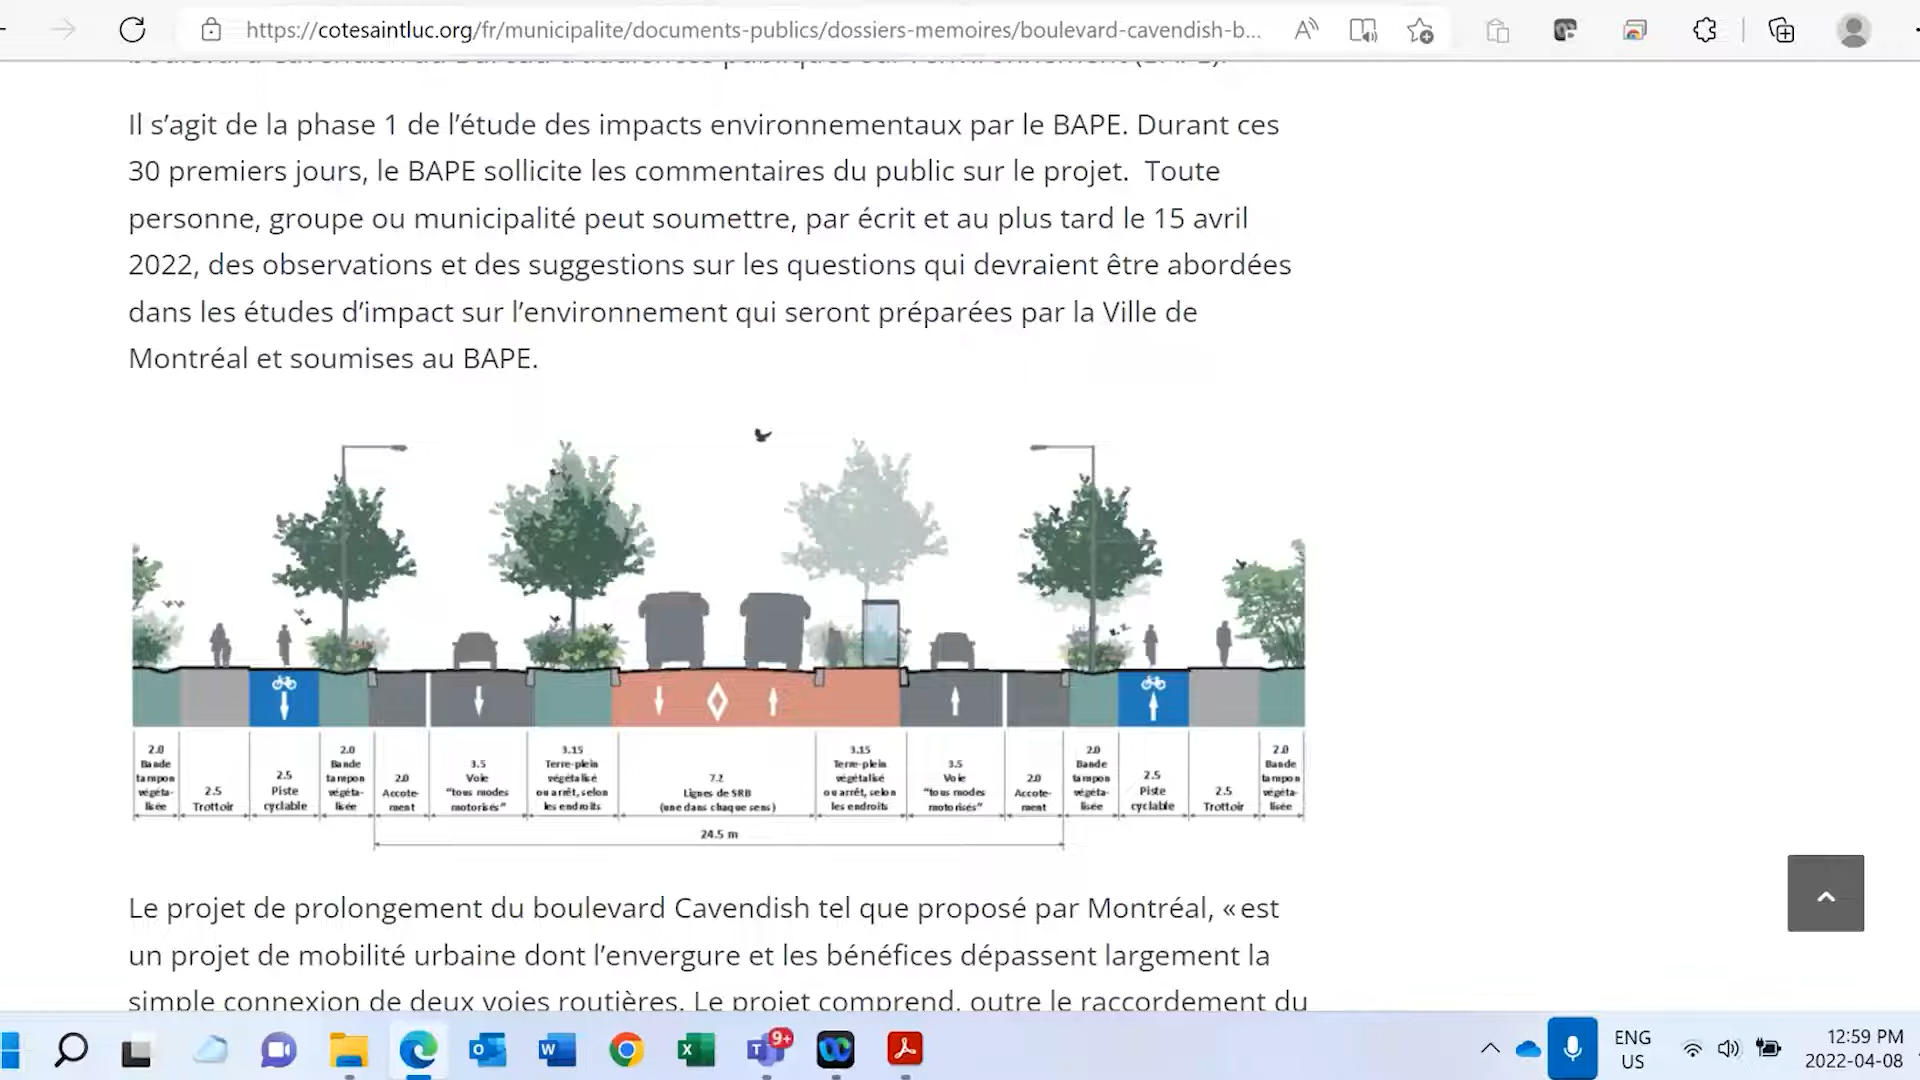 https://cotesaintluc.org/fr/municipalite/documents-publics/dossiers-memoires/boulevard-cavendish-b...
Il s’agit de la phase 1 de l’étude des impacts environnementaux par le BAPE. Durant ces
30 premiers jours, le BAPE sollicite les commentaires du public sur le projet. Toute
personne, groupe ou municipalité peut soumettre, par écrit et au plus tard le 15 avril
2022, des observations et des suggestions sur les questions qui devraient être abordées
dans les études d’impact sur l’environnement qui seront préparées par la Ville de
Montréal et soumises au BAPE.
2.0
Bande
tampon
végéta-
lisée
2.5
Trottoir
2.5
Piste
cyclable
2.0
Bande
tampon
végéta-
lisée
2.0
Accote-
ment
3.5
Voie
"tous modes
motorisés"
3.15
Terre-plein
végétalisé
ou arrêt, selon
les endroits
7.2
Lignes de SRB
(une dans chaque sens)
3.15
Terre-plein
végétalisé
ou arrêt, selon
les endroits
3.5
Voie
"tous modes
motorisés"
2.0
Accote-
ment
2.0
Bande
tampon
végéta-
lisée
2.5
Piste
cyclable
2.5
Trottoir
2.0
Bande
tampon
végéta-
lisée
24.5 m
Le projet de prolongement du boulevard Cavendish tel que proposé par Montréal, « est
un projet de mobilité urbaine dont l’envergure et les bénéfices dépassent largement la
simple connexion de deux voies routières. Le projet comprend, outre le raccordement du
9+
ENG
US
12:59 PM
2022-04-08